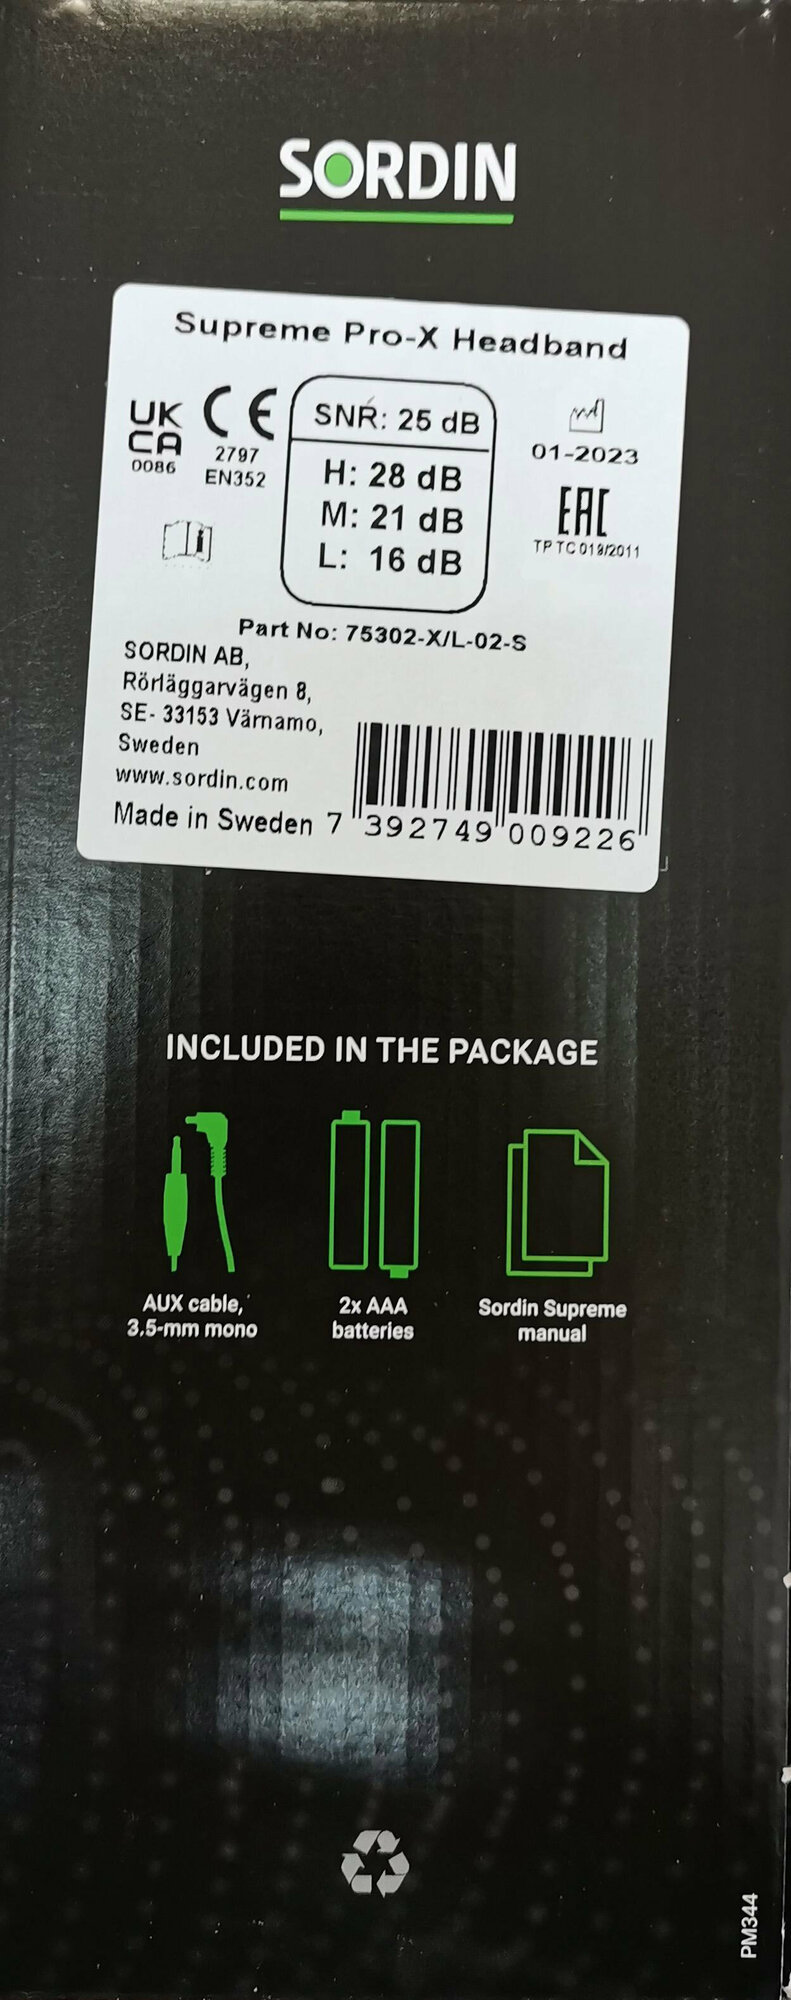 SORDIN
Supreme Pro-X Headband
UK
CA
0086
CE
2797
EN352
SNR: 25 dB
H: 28 dB
M: 21 dB
L: 16 dB
01-2023
EAC
TP TC 019/2011
i
Part No: 75302-X/L-02-S
SORDIN AB,
Rörläggarvägen 8,
SE- 33153 Värnamo,
Sweden
www.sordin.com
Made in Sweden
7 392749 009226
INCLUDED IN THE PACKAGE
AUX cable,
3.5-mm mono
2x AAA
batteries
Sordin Supreme
manual
PM344